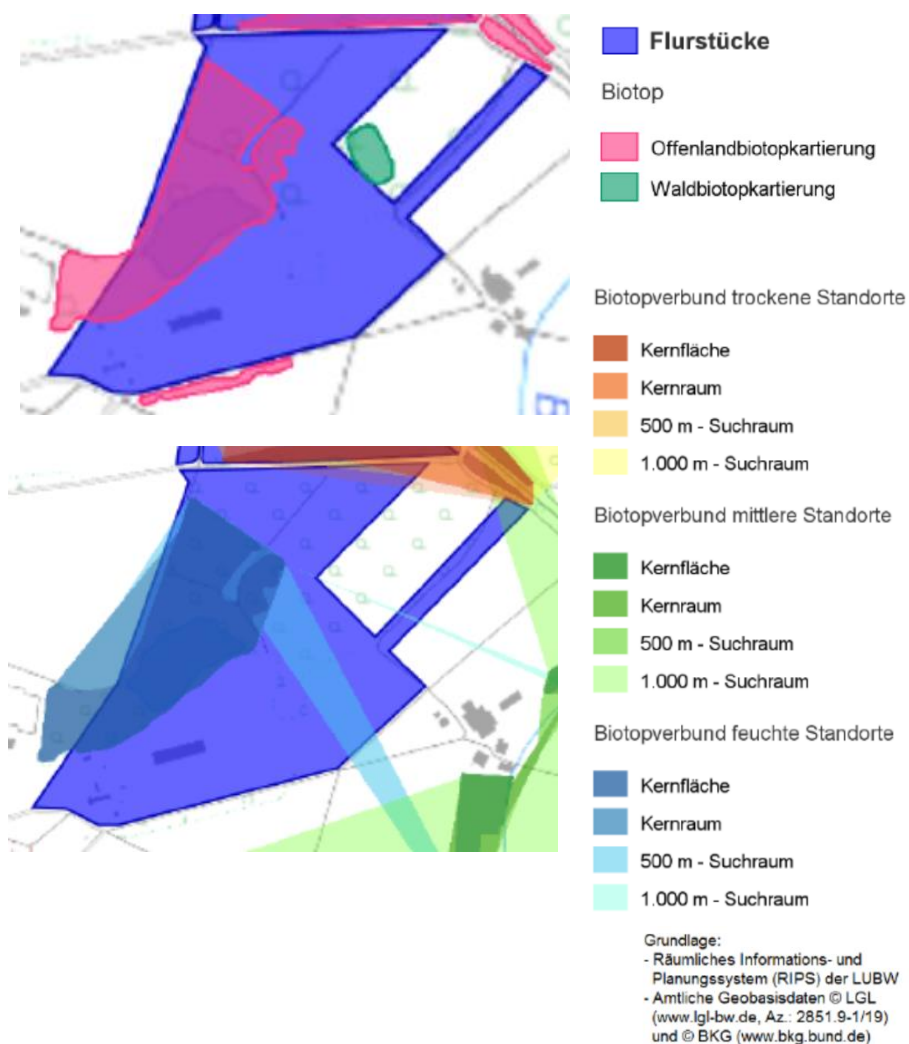 Flurstücke
Biotop
Offenlandbiotopkartierung
Waldbiotopkartierung
Biotopverbund trockene Standorte
Kernfläche
Kernraum
500 m - Suchraum
1.000 m - Suchraum
Biotopverbund mittlere Standorte
Kernfläche
Kernraum
500 m - Suchraum
1.000 m - Suchraum
Biotopverbund feuchte Standorte
Kernfläche
Kernraum
500 m - Suchraum
1.000 m - Suchraum
Grundlage:
- Räumliches Informations- und
Planungssystem (RIPS) der LUBW
- Amtliche Geobasisdaten © LGL
(www.lgl-bw.de, Az.: 2851.9-1/19)
und © BKG (www.bkg.bund.de)